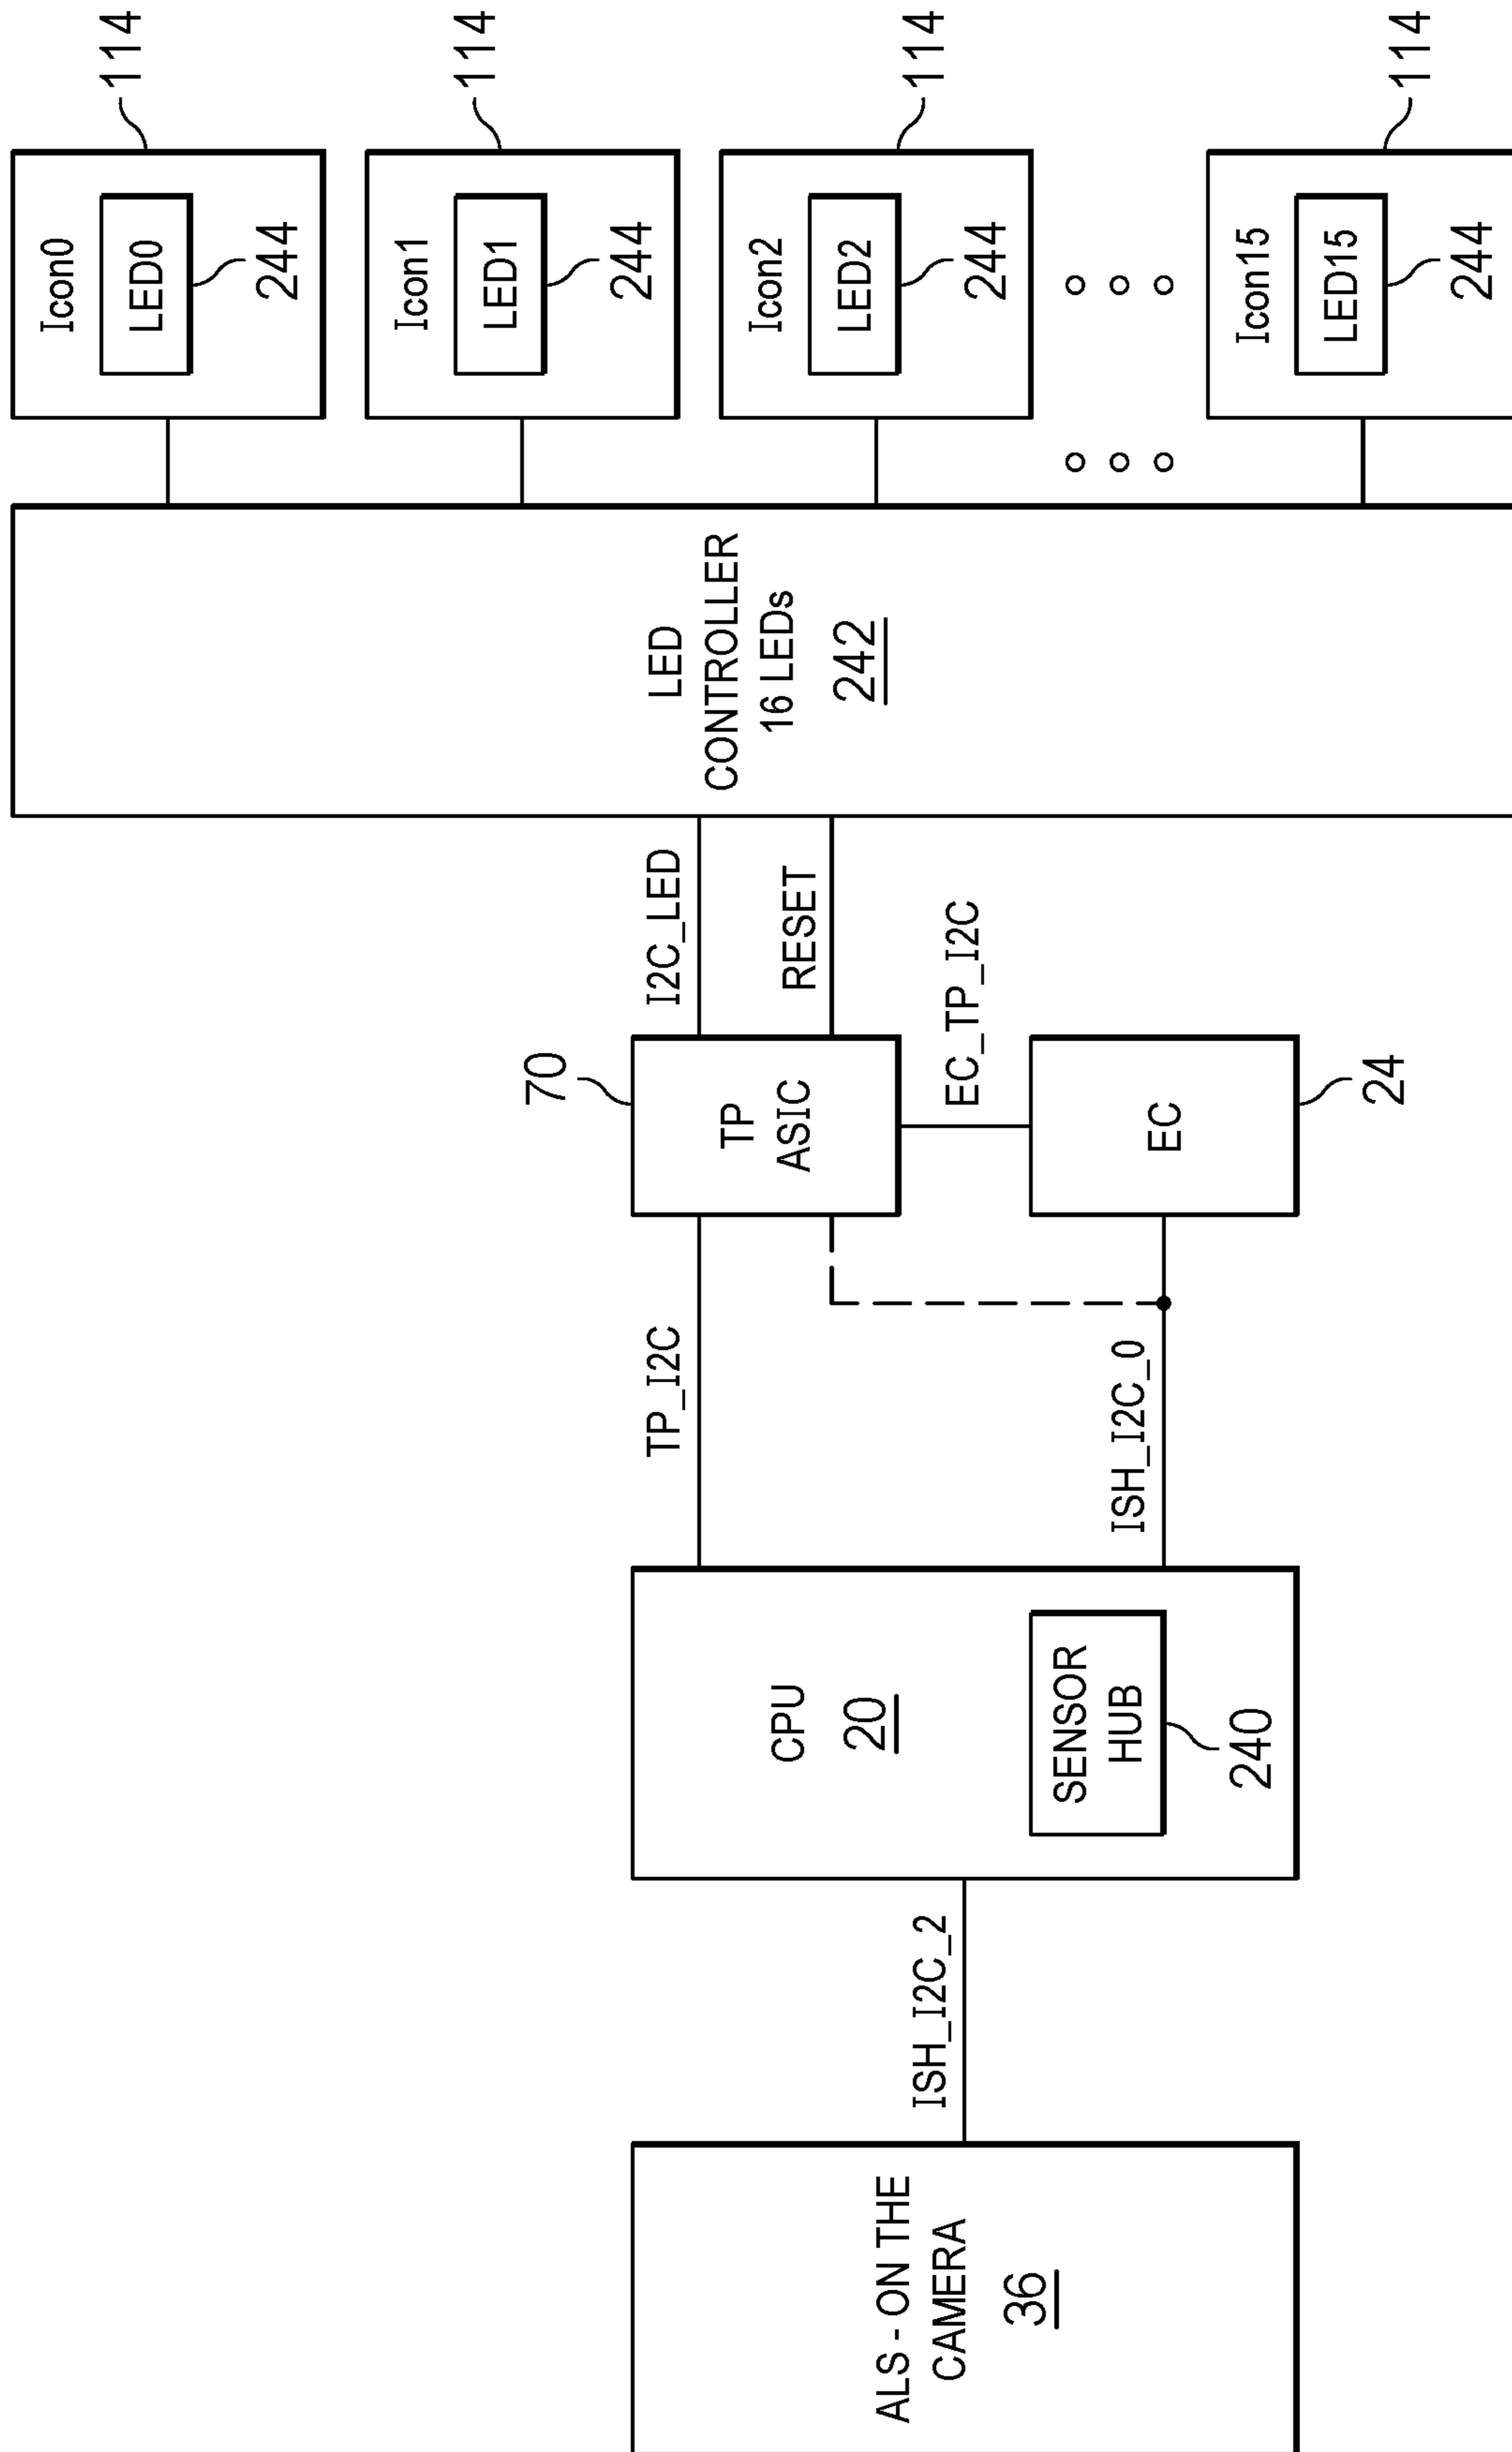 ALS - ON THE
CAMERA
36
ISH_I2C_2
CPU
20
SENSOR
HUB
240
TP_I2C
ISH_I2C_0
70
TP
ASIC
EC_TP_I2C
EC
24
I2C_LED
RESET
LED
CONTROLLER
16 LEDs
242
Icon0
LED0
244
114
Icon1
LED1
244
114
Icon2
LED2
244
114
Icon15
LED15
244
114